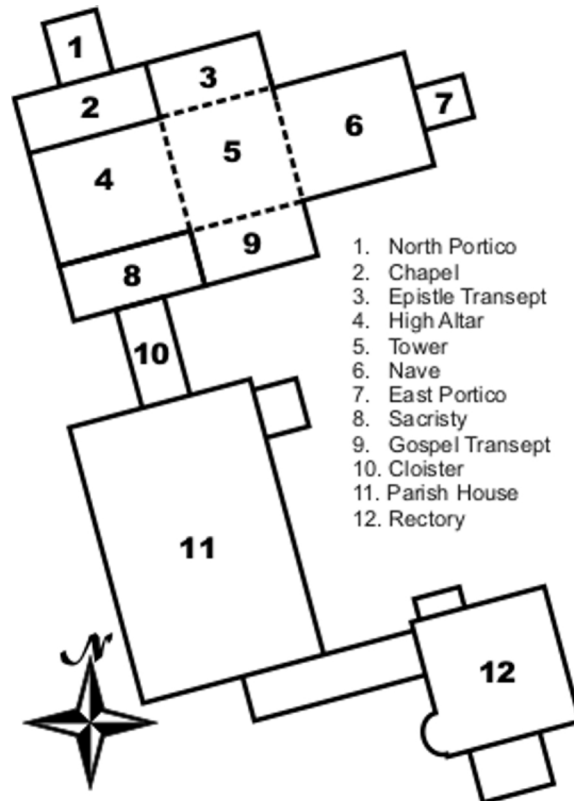 1
2
3
4
5
6
7
8
9
10
11
12
1. North Portico
2. Chapel
3. Epistle Transept
4. High Altar
5. Tower
6. Nave
7. East Portico
8. Sacristy
9. Gospel Transept
10. Cloister
11. Parish House
12. Rectory
N